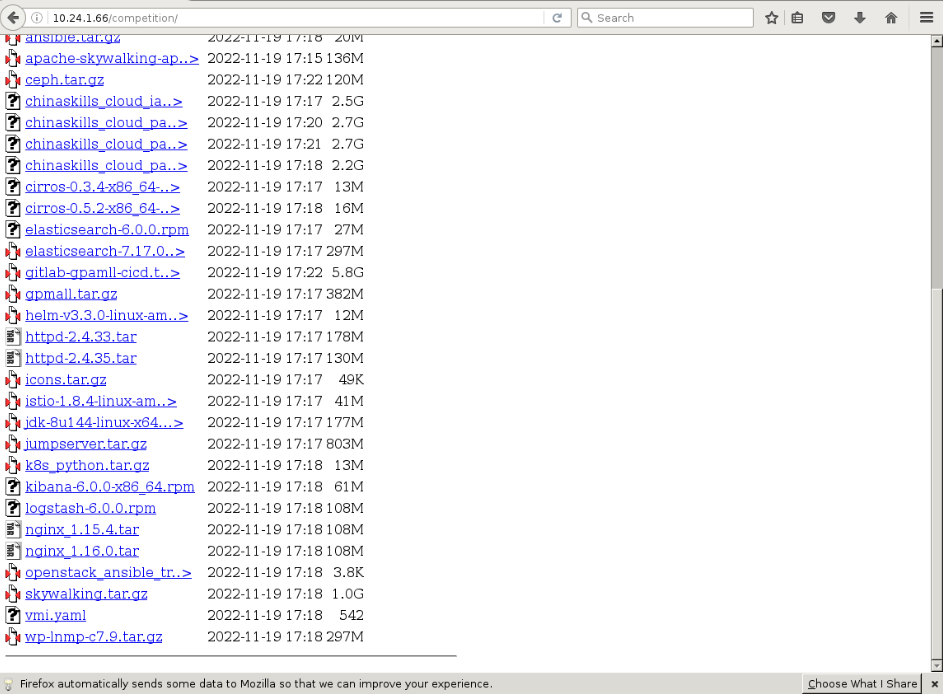 10.24.1.66/competition/ Search
ansible.tar.gz 2022-11-19 17:18 20M
apache-skywalking-ap..> 2022-11-19 17:15 136M
ceph.tar.gz 2022-11-19 17:22 120M
chinaskills_cloud_ia..> 2022-11-19 17:17 2.5G
chinaskills_cloud_pa..> 2022-11-19 17:20 2.7G
chinaskills_cloud_pa..> 2022-11-19 17:21 2.7G
chinaskills_cloud_pa..> 2022-11-19 17:18 2.2G
cirros-0.3.4-x86_64-..> 2022-11-19 17:17 13M
cirros-0.5.2-x86_64-..> 2022-11-19 17:18 16M
elasticsearch-6.0.0.rpm 2022-11-19 17:17 27M
elasticsearch-7.17.0..> 2022-11-19 17:17 297M
gitlab-gpamll-cicd.t..> 2022-11-19 17:22 5.8G
gpmall.tar.gz 2022-11-19 17:17 382M
helm-v3.3.0-linux-am..> 2022-11-19 17:17 12M
httpd-2.4.33.tar 2022-11-19 17:17 178M
httpd-2.4.35.tar 2022-11-19 17:17 130M
icons.tar.gz 2022-11-19 17:17 49K
istio-1.8.4-linux-am..> 2022-11-19 17:17 41M
jdk-8u144-linux-x64...> 2022-11-19 17:17 177M
jumpserver.tar.gz 2022-11-19 17:17 803M
k8s_python.tar.gz 2022-11-19 17:18 13M
kibana-6.0.0-x86_64.rpm 2022-11-19 17:18 61M
logstash-6.0.0.rpm 2022-11-19 17:18 108M
nginx_1.15.4.tar 2022-11-19 17:18 108M
nginx_1.16.0.tar 2022-11-19 17:18 108M
openstack_ansible_tr..> 2022-11-19 17:18 3.8K
skywalking.tar.gz 2022-11-19 17:18 1.0G
vmi.yaml 2022-11-19 17:18 542
wp-lnmp-c7.9.tar.gz 2022-11-19 17:18 297M
Firefox automatically sends some data to Mozilla so that we can improve your experience. Choose What I Share